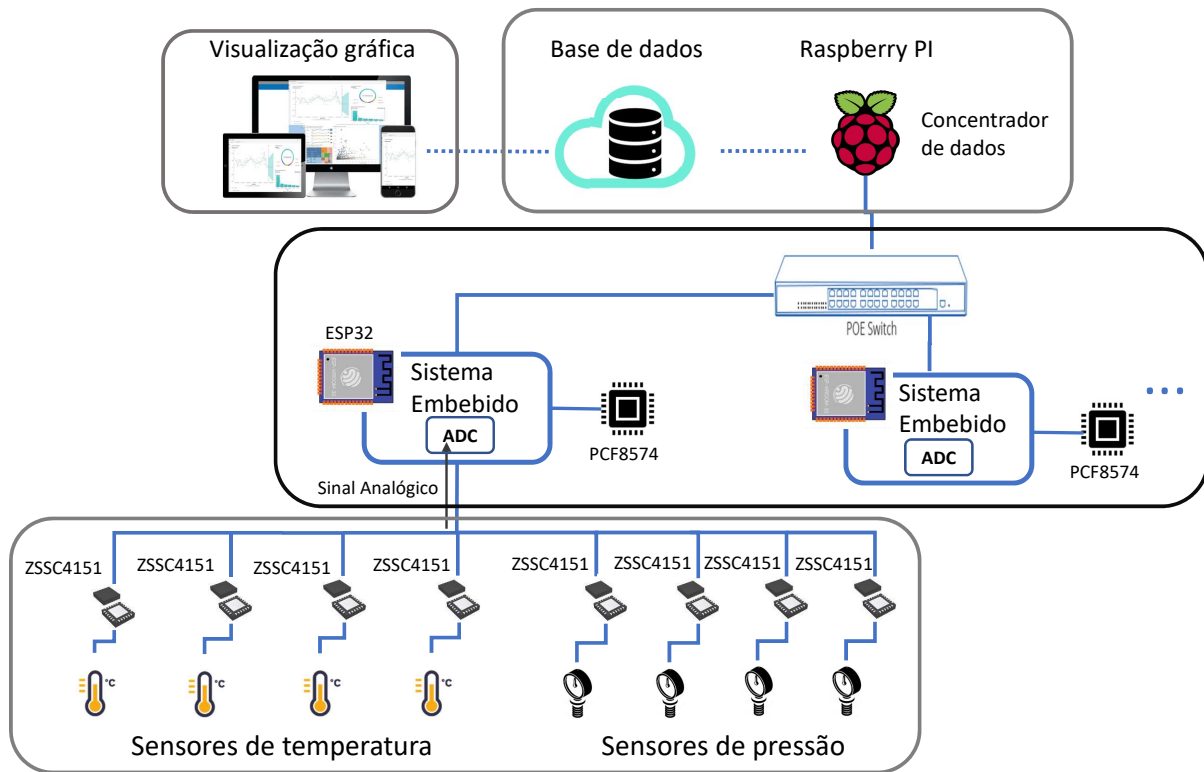 Visualização gráfica
Base de dados
Raspberry PI
Concentrador
de dados
POE Switch
ESP32
Sistema
Embebido
ADC
PCF8574
Sistema
Embebido
ADC
PCF8574
...
Sinal Analógico
ZSSC4151
ZSSC4151
ZSSC4151
ZSSC4151
ZSSC4151
ZSSC4151
ZSSC4151
ZSSC4151
°C
°C
°C
°C
Sensores de temperatura
Sensores de pressão